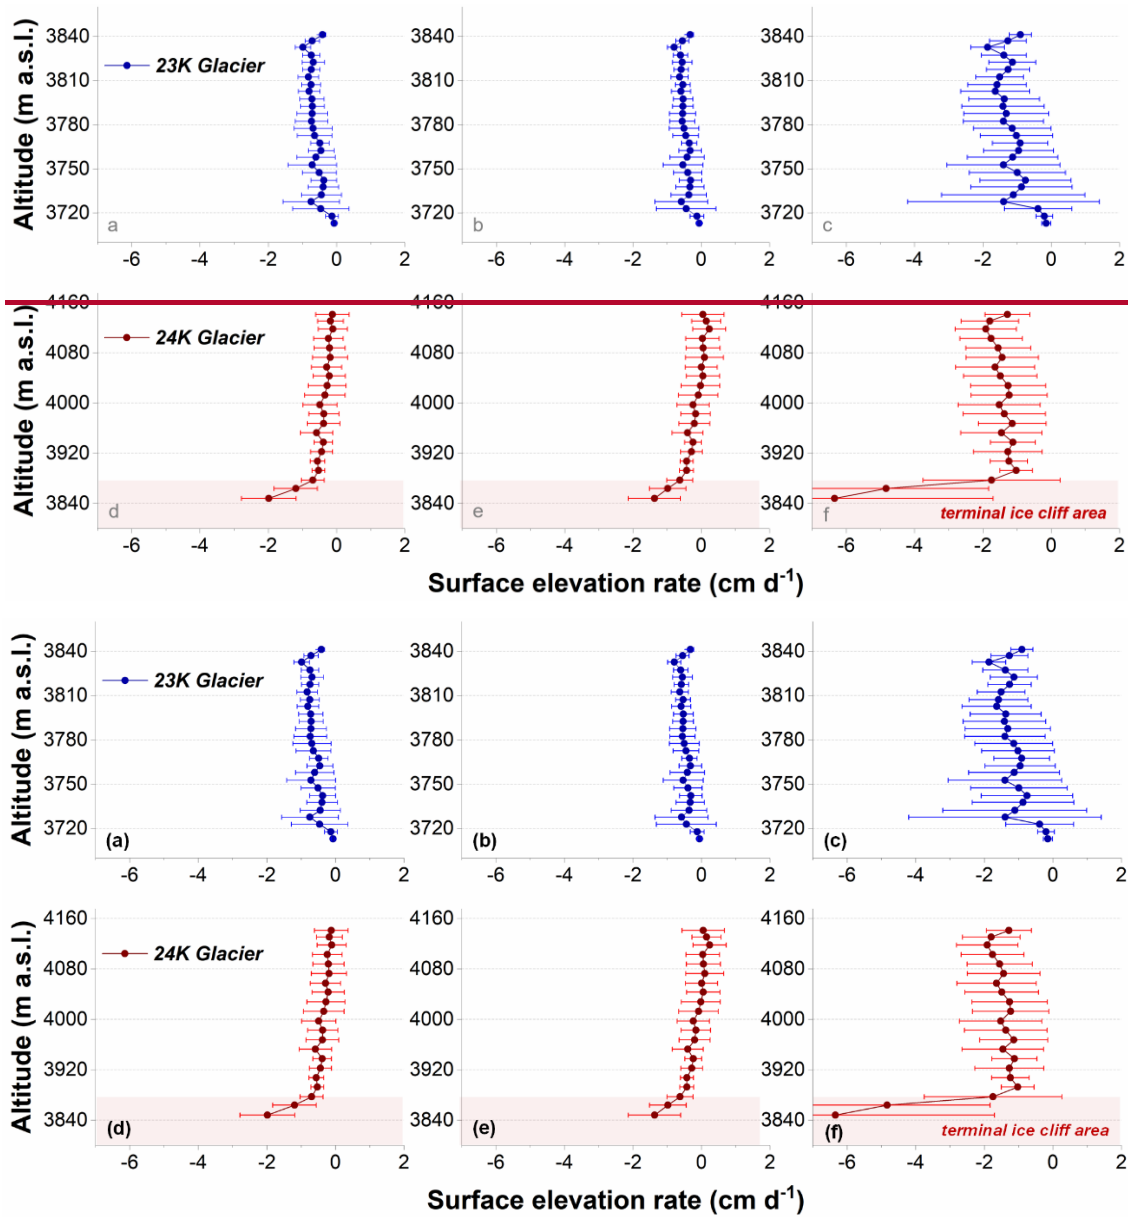 Altitude (m a.s.l.)
3840 3810 3780 3750 3720
23K Glacier
a
-6 -4 -2 0 2
3840 3810 3780 3750 3720
b
-6 -4 -2 0 2
3840 3810 3780 3750 3720
c
-6 -4 -2 0 2
Altitude (m a.s.l.)
4160 4080 4000 3920 3840
24K Glacier
d
-6 -4 -2 0 2
4160 4080 4000 3920 3840
e
-6 -4 -2 0 2
4160 4080 4000 3920 3840
f
terminal ice cliff area
-6 -4 -2 0 2
Surface elevation rate (cm d-1)
Altitude (m a.s.l.)
3840 3810 3780 3750 3720
23K Glacier
(a)
-6 -4 -2 0 2
3840 3810 3780 3750 3720
(b)
-6 -4 -2 0 2
3840 3810 3780 3750 3720
(c)
-6 -4 -2 0 2
Altitude (m a.s.l.)
4160 4080 4000 3920 3840
24K Glacier
(d)
-6 -4 -2 0 2
4160 4080 4000 3920 3840
(e)
-6 -4 -2 0 2
4160 4080 4000 3920 3840
(f)
terminal ice cliff area
-6 -4 -2 0 2
Surface elevation rate (cm d-1)